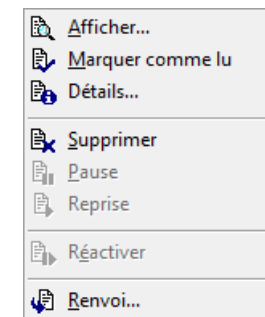 Afficher...
Marquer comme lu
Détails...
Supprimer
Pause
Reprise
Réactiver
Renvoi...